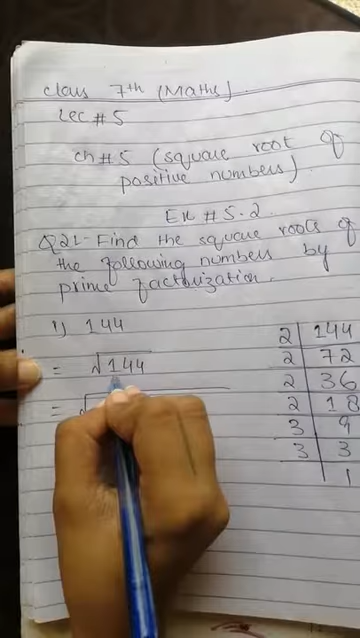 class 7th (Maths)
Lec # 5
ch # 5 (square root of
positive numbers)
Ex # 5.2
Q21- Find the square roots of
the following numbers by
prime factorization.
1) 144
= √144
= √
2 | 144
2 | 72
2 | 36
2 | 18
3 | 9
3 | 3
| 1